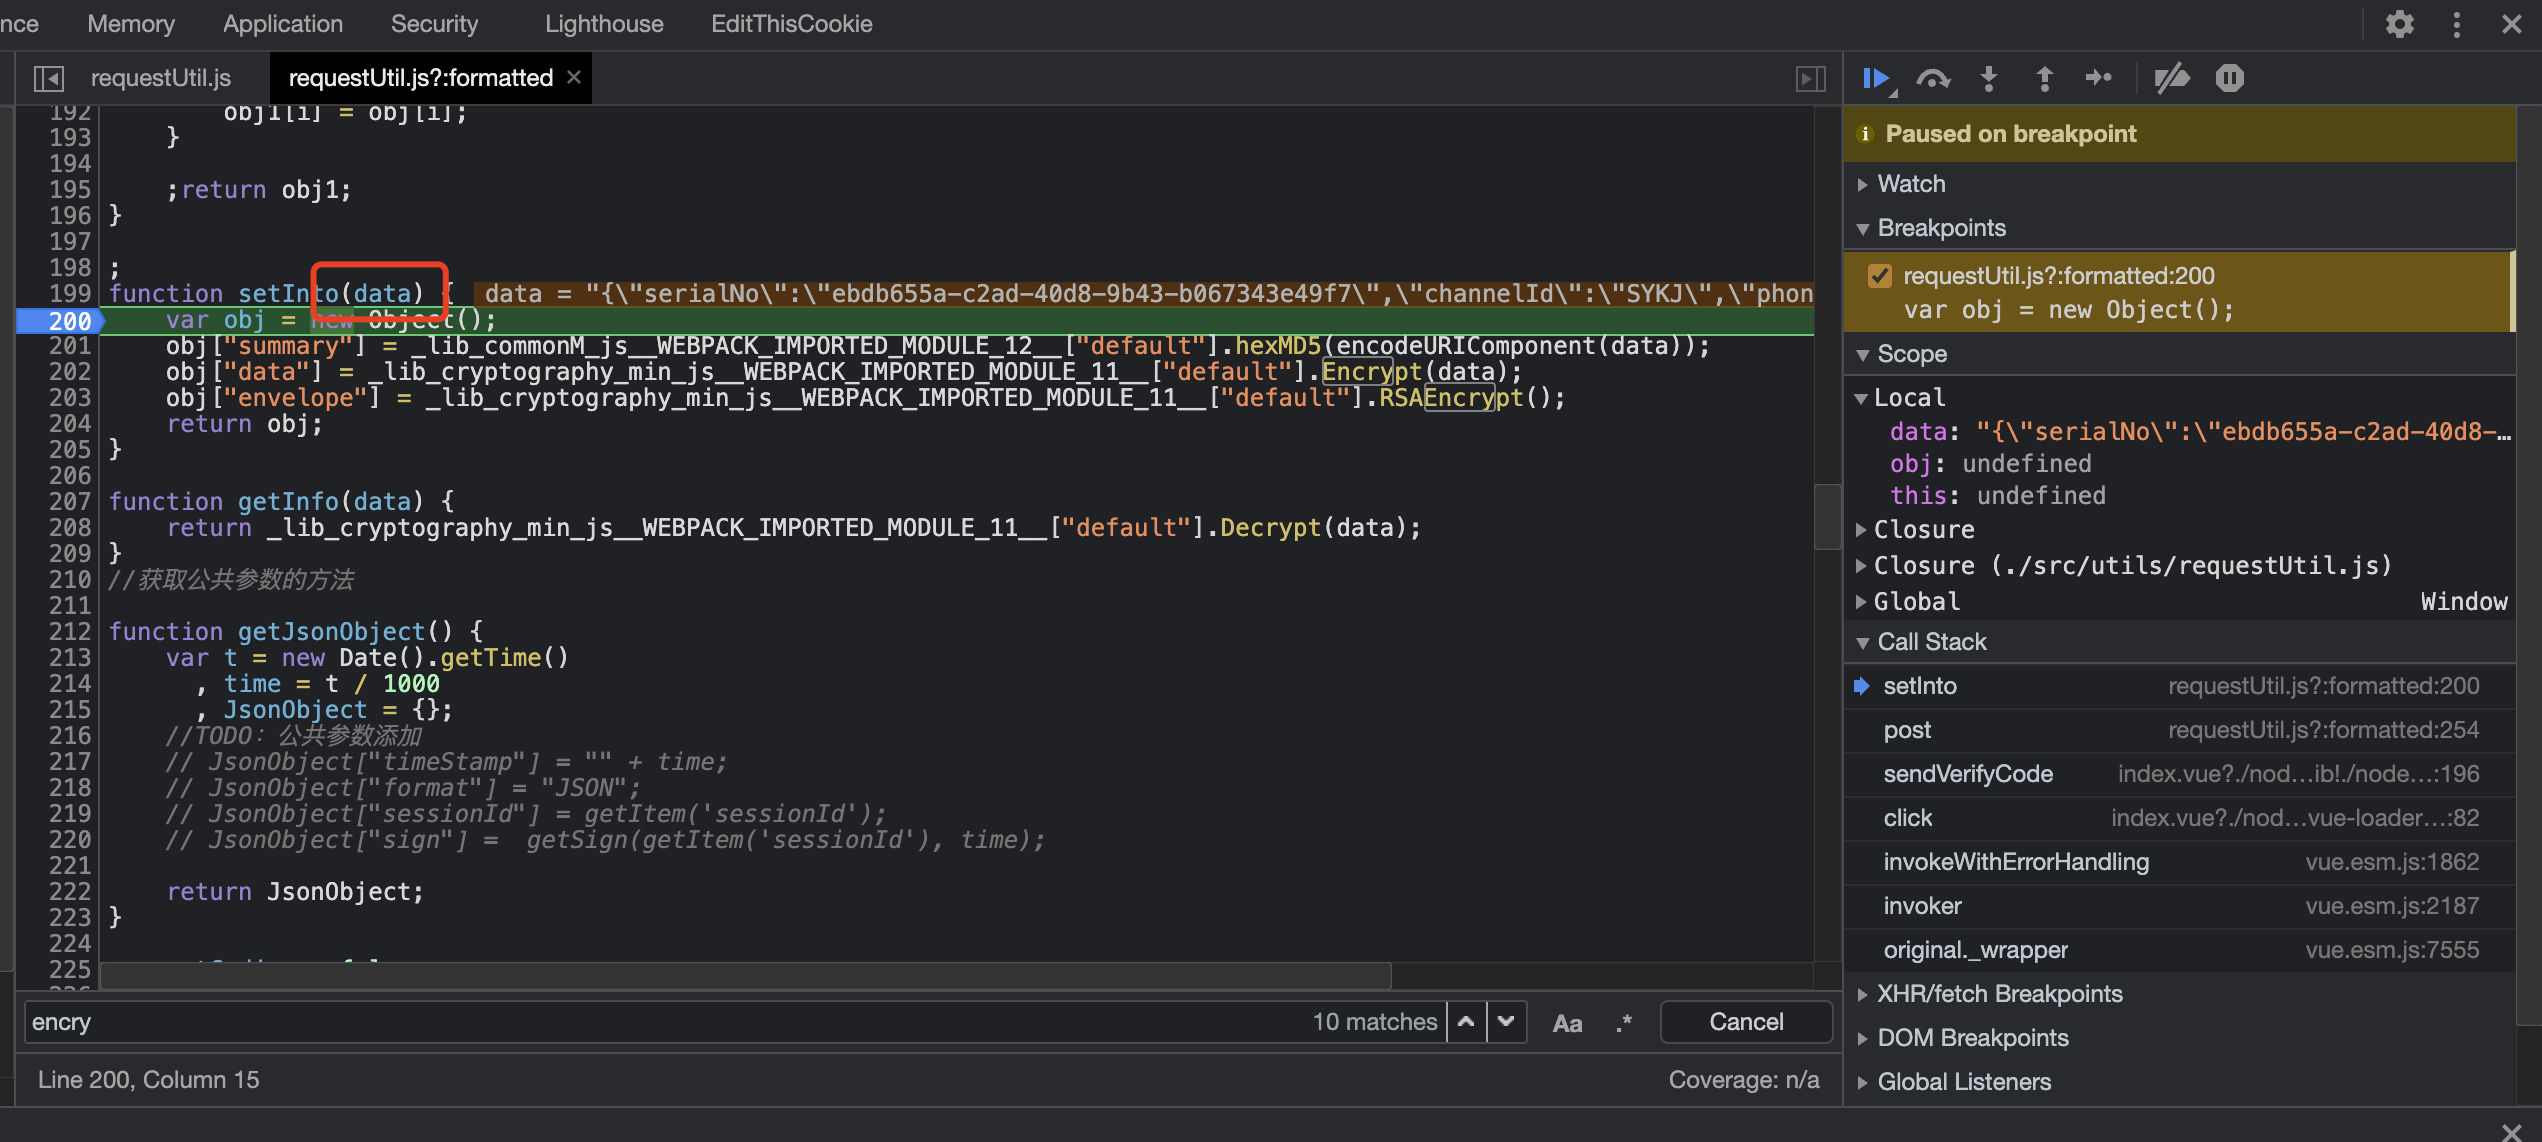 nce Memory Application Security Lighthouse EditThisCookie
requestUtil.js requestUtil.js?:formatted ×
192         obj1[i] = obj[i];
193     }
194
195     ;return obj1;
196 }
197
198 ;
199 function setInto(data) { data = "{\"serialNo\":\"ebdb655a-c2ad-40d8-9b43-b067343e49f7\",\"channelId\":\"SYKJ\",\"phon
200     var obj = new Object();
201     obj["summary"] = _lib_commonM_js__WEBPACK_IMPORTED_MODULE_12__["default"].hexMD5(encodeURIComponent(data));
202     obj["data"] = _lib_cryptography_min_js__WEBPACK_IMPORTED_MODULE_11__["default"].Encrypt(data);
203     obj["envelope"] = _lib_cryptography_min_js__WEBPACK_IMPORTED_MODULE_11__["default"].RSAEncrypt();
204     return obj;
205 }
206
207 function getInfo(data) {
208     return _lib_cryptography_min_js__WEBPACK_IMPORTED_MODULE_11__["default"].Decrypt(data);
209 }
210 //获取公共参数的方法
211
212 function getJsonObject() {
213     var t = new Date().getTime()
214       , time = t / 1000
215       , JsonObject = {};
216     //TODO: 公共参数添加
217     // JsonObject["timeStamp"] = "" + time;
218     // JsonObject["format"] = "JSON";
219     // JsonObject["sessionId"] = getItem('sessionId');
220     // JsonObject["sign"] =  getSign(getItem('sessionId'), time);
221
222     return JsonObject;
223 }
224
225
encry 10 matches Aa .* Cancel
Line 200, Column 15 Coverage: n/a
Paused on breakpoint
Watch
Breakpoints
requestUtil.js?:formatted:200
var obj = new Object();
Scope
Local
data: "{\"serialNo\":\"ebdb655a-c2ad-40d8-…
obj: undefined
this: undefined
Closure
Closure (./src/utils/requestUtil.js)
Global Window
Call Stack
setInto requestUtil.js?:formatted:200
post requestUtil.js?:formatted:254
sendVerifyCode index.vue?./nod…ib!./node…:196
click index.vue?./nod…vue-loader…:82
invokeWithErrorHandling vue.esm.js:1862
invoker vue.esm.js:2187
original._wrapper vue.esm.js:7555
XHR/fetch Breakpoints
DOM Breakpoints
Global Listeners